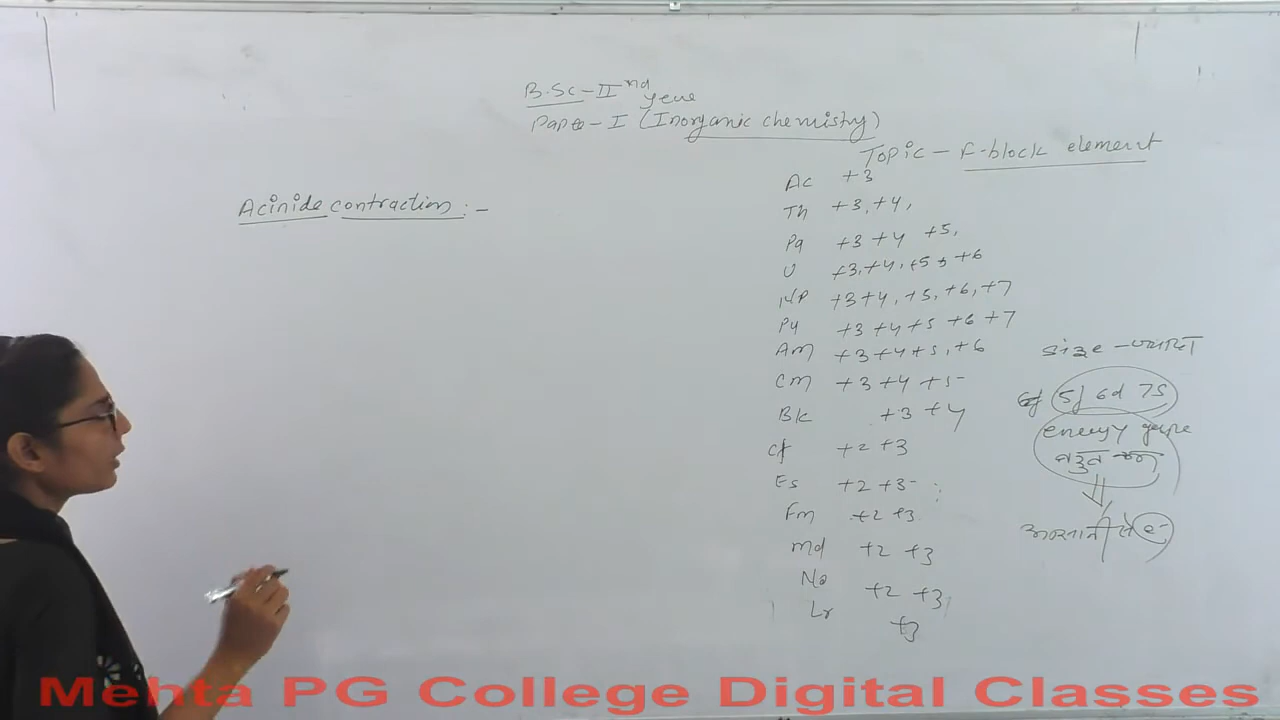 B.Sc-IInd
Year
Paper-I (Inorganic chemistry)
Topic - F-block element
Acinide contraction :-
Ac +3
Th +3, +4,
Pa +3 +4 +5,
U +3, +4, +5, +6
Np +3 +4, +5, +6, +7
Pu +3 +4 +5 +6 +7
Am +3 +4 +5, +6
Cm +3 +4 +5
Bk +3 +4
Cf +2 +3
Es +2 +3
Fm +2 +3
Md +2 +3
No +2 +3
Lr +3
size - ज्यादा
5f 6d 7s
energy
बहुत कम
आसानी से e-
Mehta PG College Digital Classes